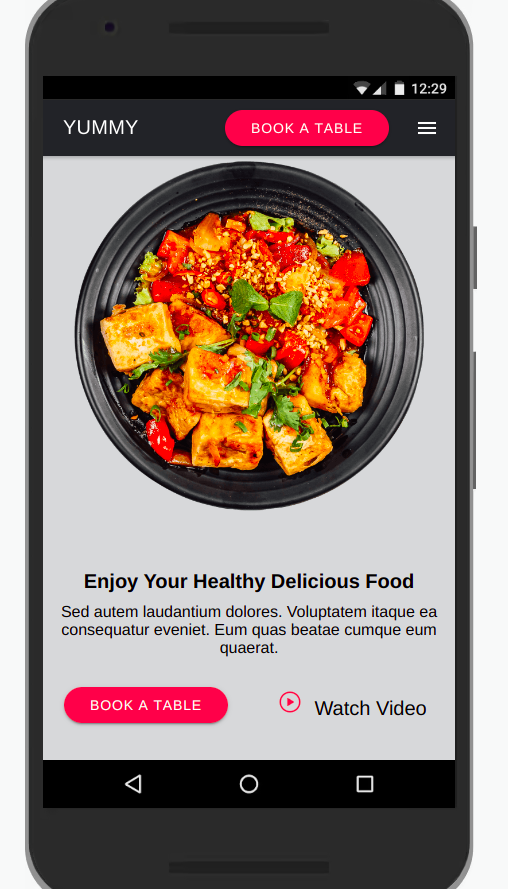 12:29
YUMMY
BOOK A TABLE
Enjoy Your Healthy Delicious Food
Sed autem laudantium dolores. Voluptatem itaque ea
consequatur eveniet. Eum quas beatae cumque eum
quaerat.
BOOK A TABLE
Watch Video